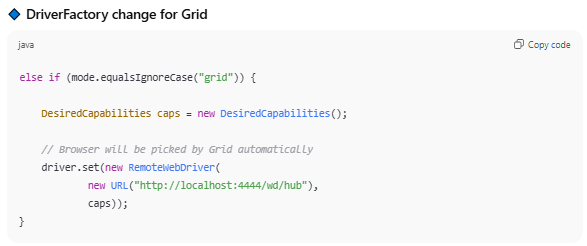 DriverFactory change for Grid
java
Copy code
else if (mode.equalsIgnoreCase("grid")) {
DesiredCapabilities caps = new DesiredCapabilities();
// Browser will be picked by Grid automatically
driver.set(new RemoteWebDriver(
new URL("http://localhost:4444/wd/hub"),
caps));
}